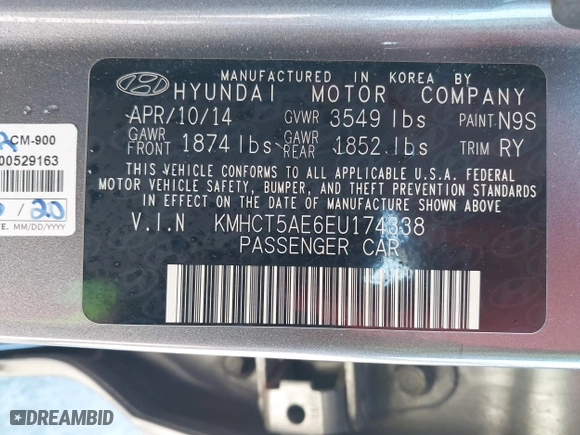 MANUFACTURED IN KOREA BY
HYUNDAI MOTOR COMPANY
APR/10/14 GVWR 3549 lbs PAINT:N9S
GAWR FRONT 1874 lbs GAWR REAR 1852 lbs TRIM RY
THIS VEHICLE CONFORMS TO ALL APPLICABLE U.S.A. FEDERAL
MOTOR VEHICLE SAFETY, BUMPER, AND THEFT PREVENTION STANDARDS
IN EFFECT ON THE DATE OF MANUFACTURE SHOWN ABOVE.
V.I.N KMHCT5AE6EU174338
PASSENGER CAR
CM-900
00529163
/ 20
MM/DD/YYYY
DREAMBID